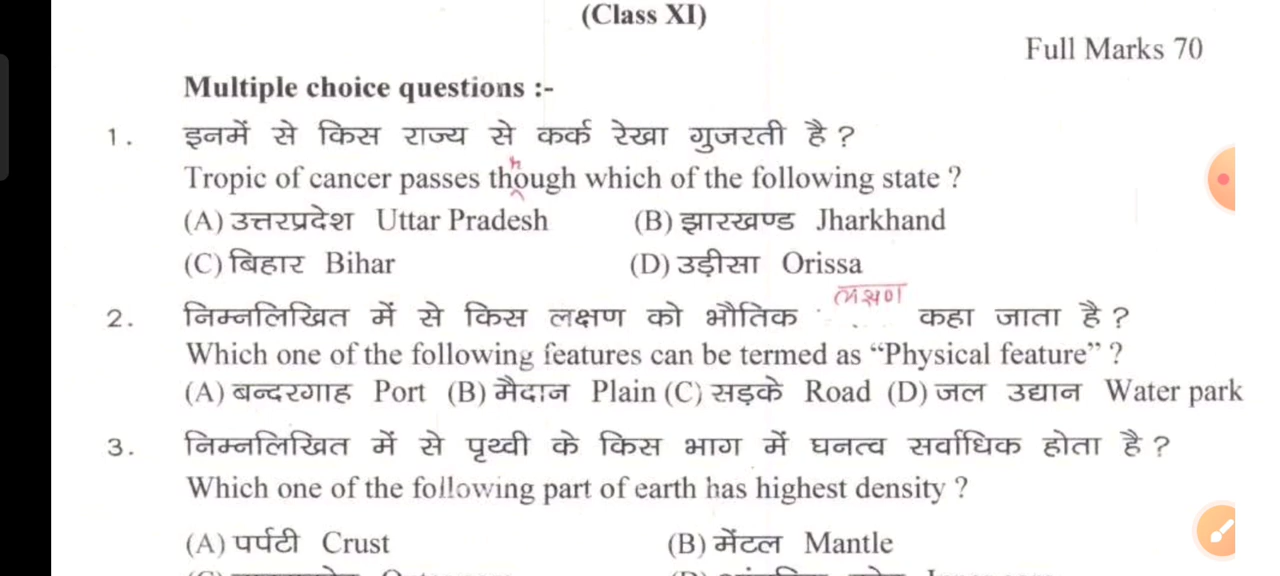 (Class XI)
Full Marks 70
Multiple choice questions :-
1. इनमें से किस राज्य से कर्क रेखा गुजरती है ?
Tropic of cancer passes though which of the following state ?
(A) उत्तरप्रदेश Uttar Pradesh (B) झारखण्ड Jharkhand
(C) बिहार Bihar (D) उड़ीसा Orissa
2. निम्नलिखित में से किस लक्षण को भौतिक लक्षण कहा जाता है ?
Which one of the following features can be termed as “Physical feature” ?
(A) बन्दरगाह Port (B) मैदान Plain (C) सड़के Road (D) जल उद्यान Water park
3. निम्नलिखित में से पृथ्वी के किस भाग में घनत्व सर्वाधिक होता है ?
Which one of the following part of earth has highest density ?
(A) पर्पटी Crust (B) मेंटल Mantle